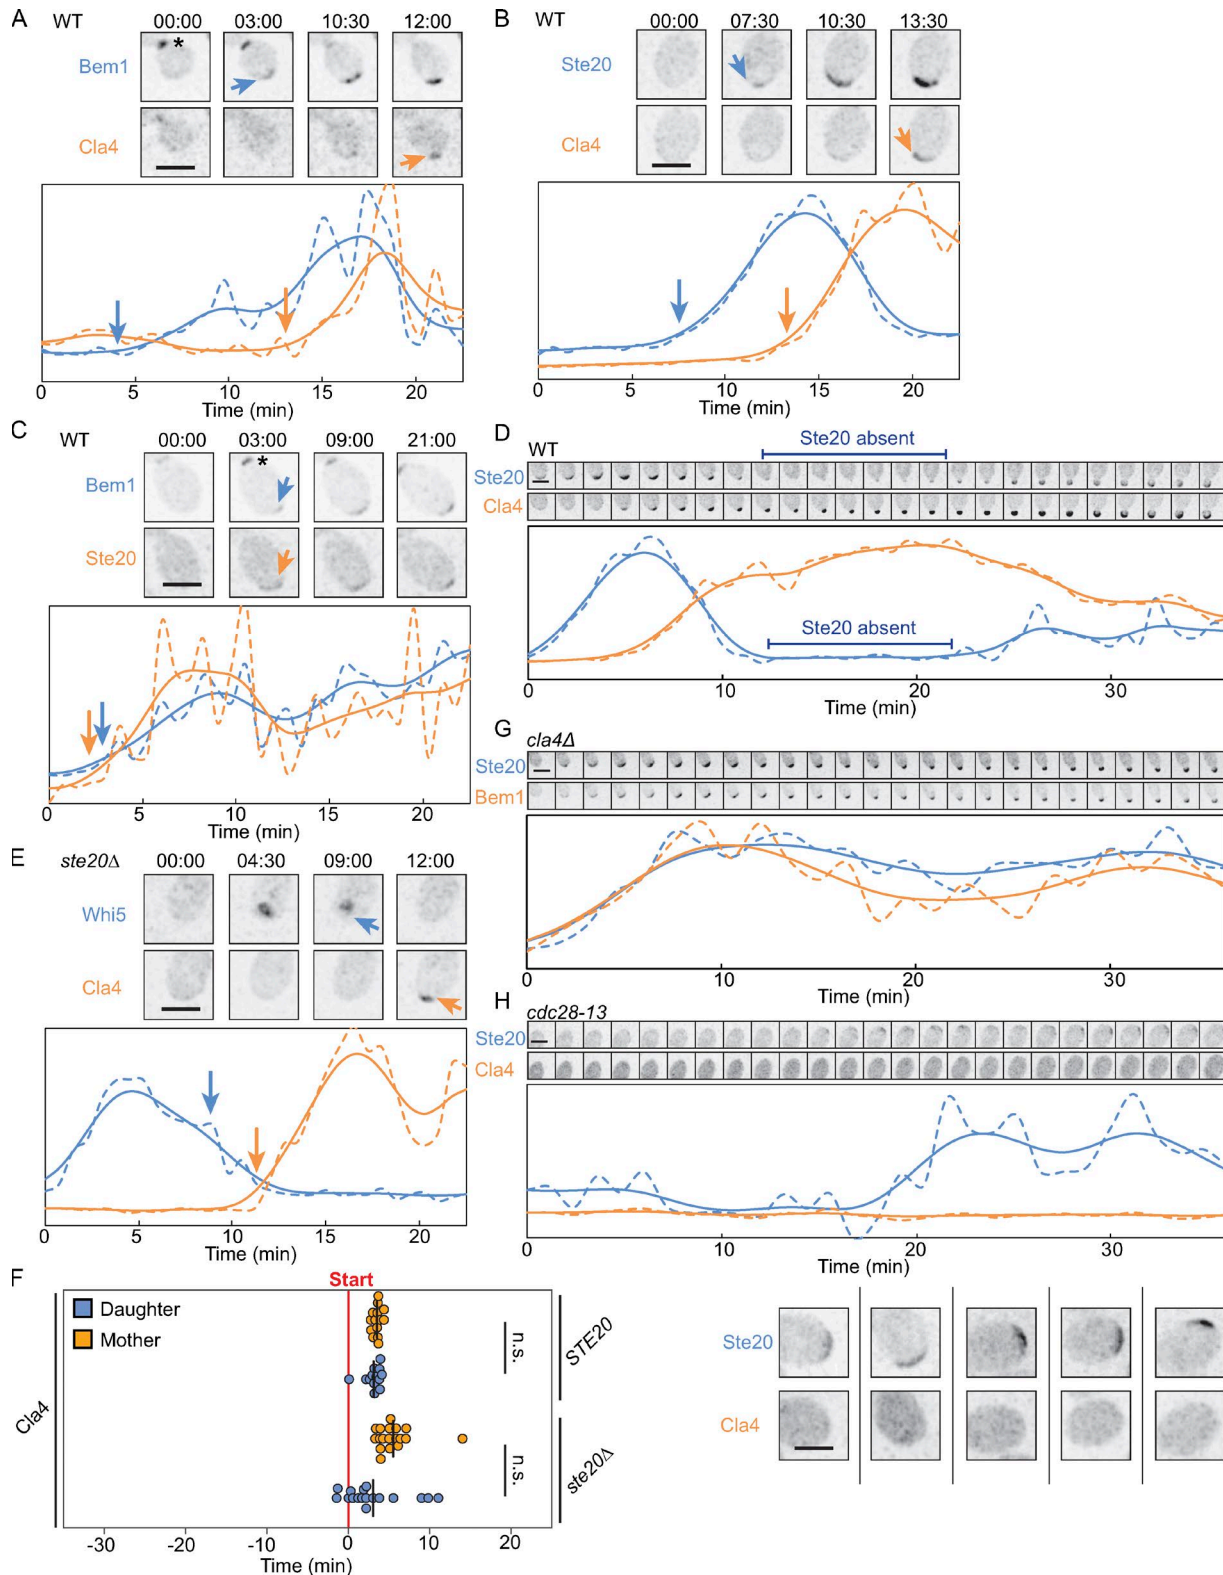 A WT 00:00 03:00 10:30 12:00
*
Bem1
Cla4
0 5 10 15 20
Time (min)
B WT 00:00 07:30 10:30 13:30
Ste20
Cla4
0 5 10 15 20
Time (min)
C WT 00:00 03:00 09:00 21:00
*
Bem1
Ste20
0 5 10 15 20
Time (min)
D WT
Ste20 absent
Ste20
Cla4
Ste20 absent
0 10 20 30
Time (min)
E ste20Δ 00:00 04:30 09:00 12:00
Whi5
Cla4
0 5 10 15 20
Time (min)
G cla4Δ
Ste20
Bem1
0 10 20 30
Time (min)
H cdc28-13
Ste20
Cla4
0 10 20 30
Time (min)
Ste20
Cla4
F
Start
Daughter
Mother
Cla4
n.s.
STE20
n.s.
ste20Δ
-30 -20 -10 0 10 20
Time (min)